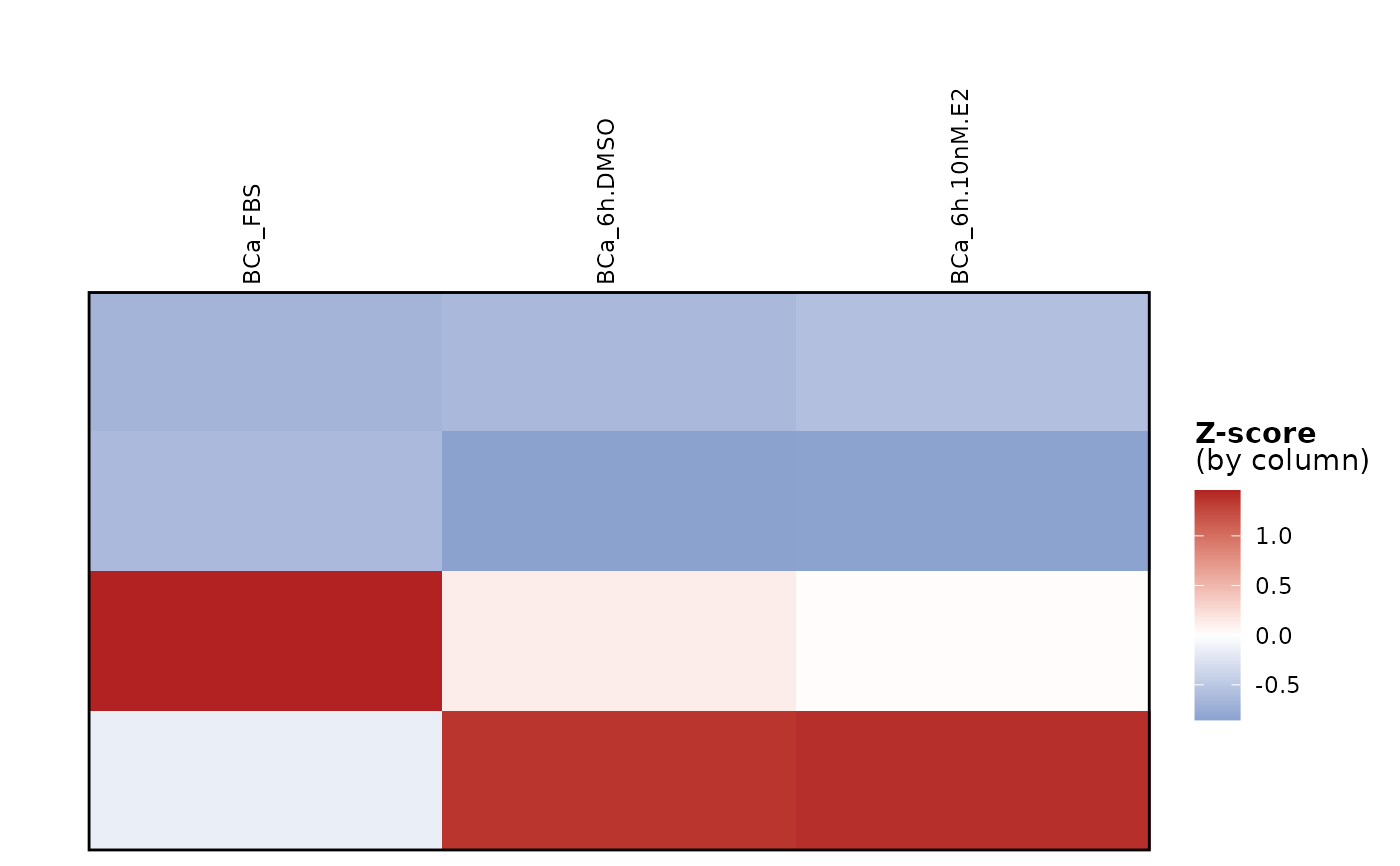 BCa_FBS
BCa_6h.DMSO
BCa_6h.10nM.E2
Z-score
(by column)
1.0
0.5
0.0
-0.5